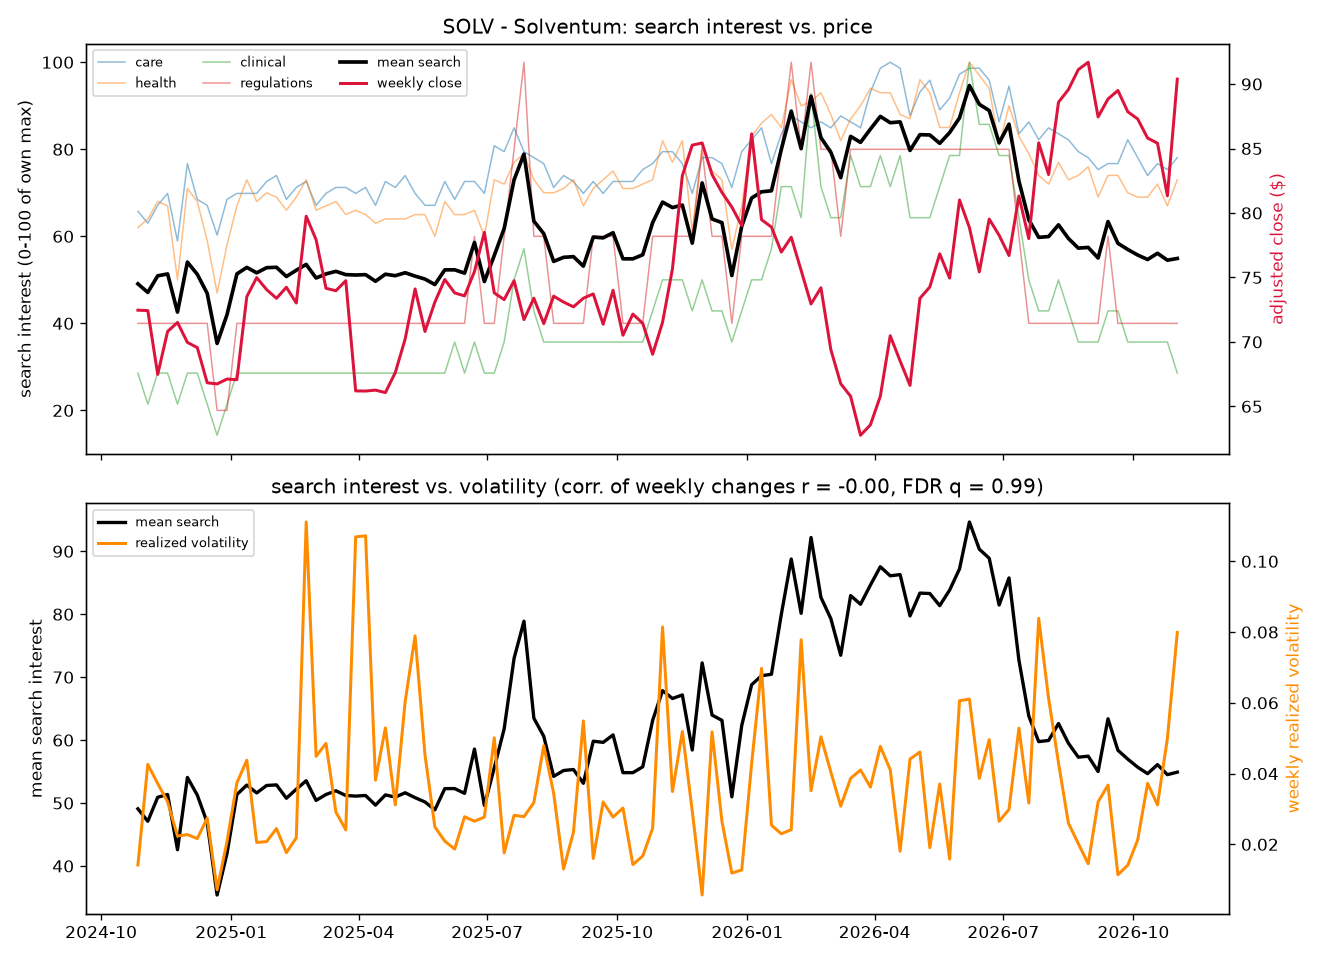 SOLV - Solventum: search interest vs. price
care
health
clinical
regulations
mean search
weekly close
100
80
60
40
20
search interest (0-100 of own max)
90
85
80
75
70
65
adjusted close ($)
search interest vs. volatility (corr. of weekly changes r = -0.00, FDR q = 0.99)
mean search
realized volatility
90
80
70
60
50
40
mean search interest
0.10
0.08
0.06
0.04
0.02
weekly realized volatility
2024-10
2025-01
2025-04
2025-07
2025-10
2026-01
2026-04
2026-07
2026-10